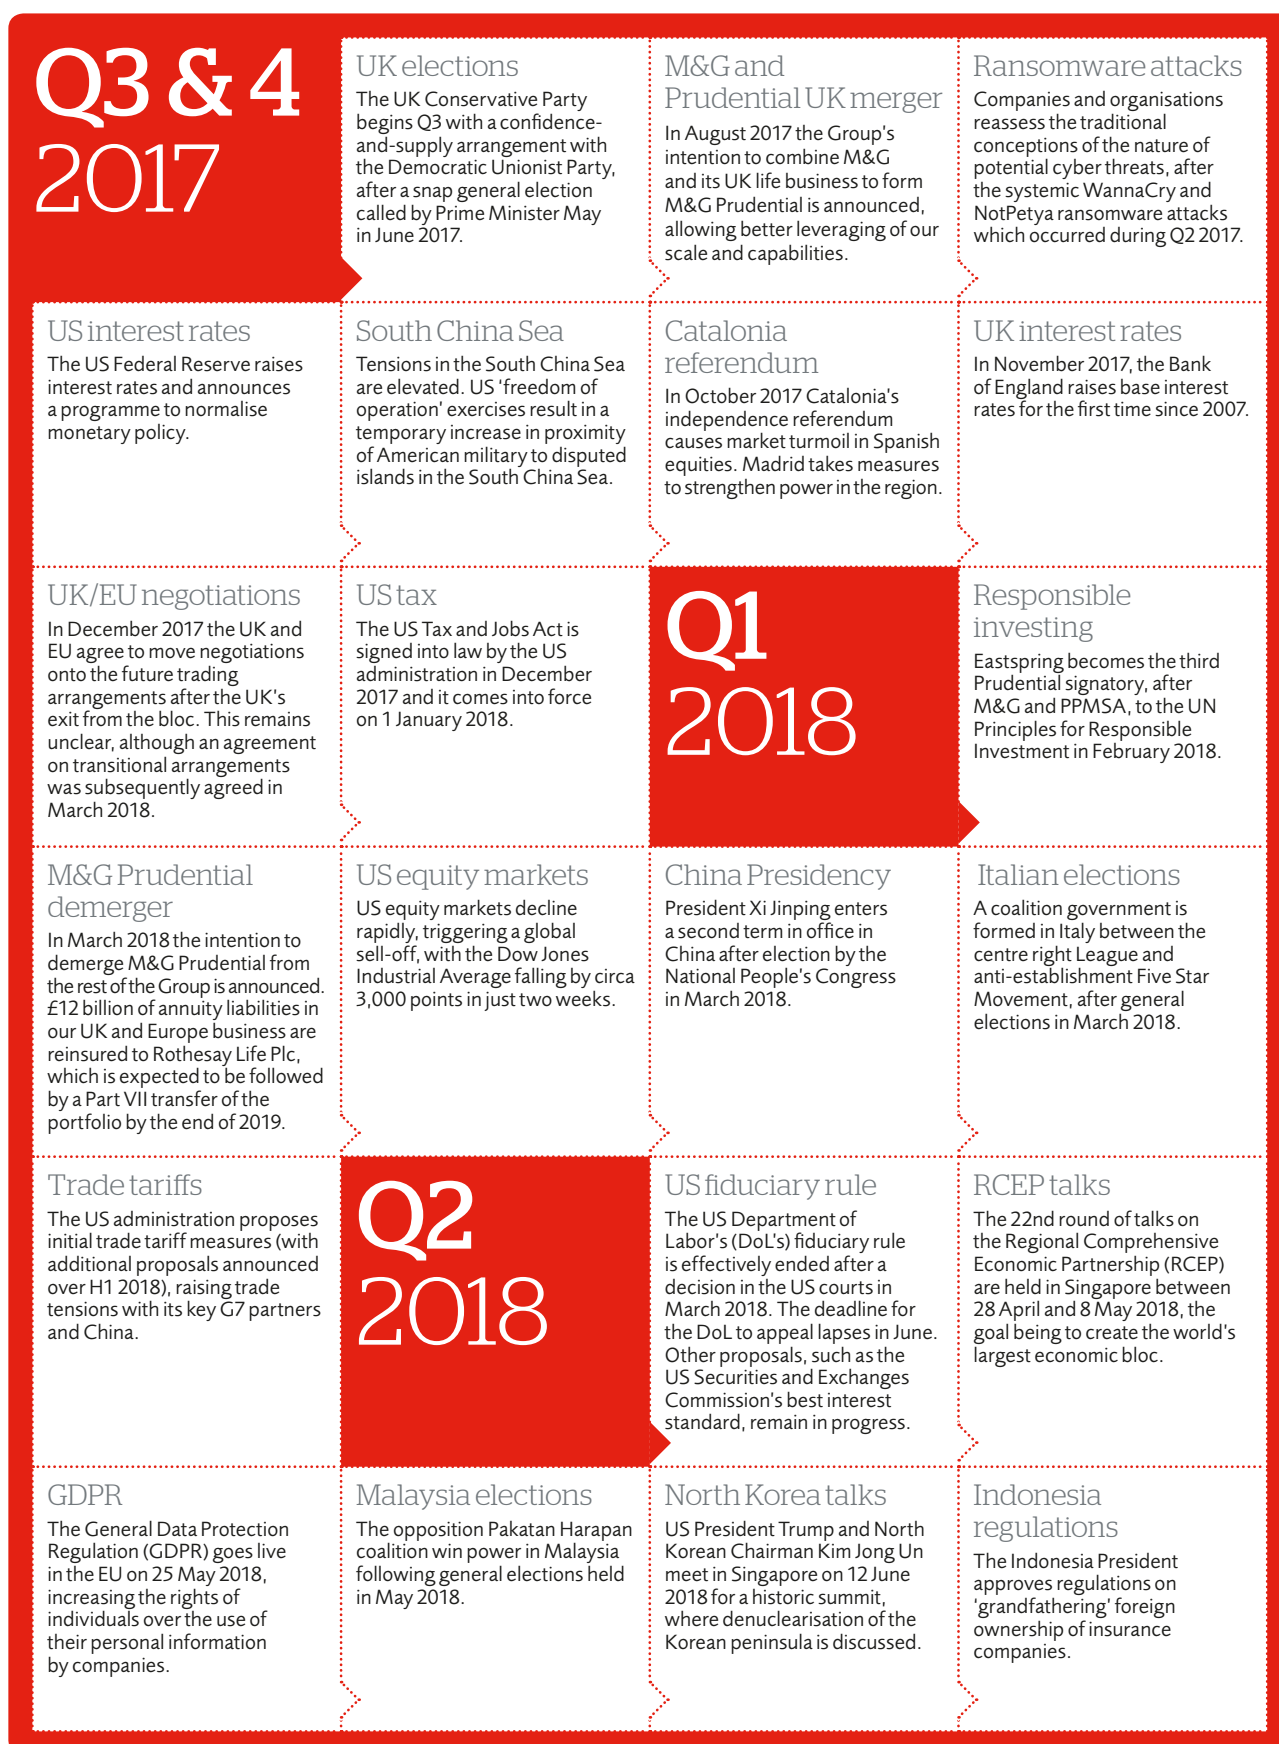 Q3 & 4
2017
UK elections
The UK Conservative Party
begins Q3 with a confidence-
and-supply arrangement with
the Democratic Unionist Party,
after a snap general election
called by Prime Minister May
in June 2017.
M&G and
Prudential UK merger
In August 2017 the Group's
intention to combine M&G
and its UK life business to form
M&G Prudential is announced,
allowing better leveraging of our
scale and capabilities.
Ransomware attacks
Companies and organisations
reassess the traditional
conceptions of the nature of
potential cyber threats, after
the systemic WannaCry and
NotPetya ransomware attacks
which occurred during Q2 2017.
US interest rates
The US Federal Reserve raises
interest rates and announces
a programme to normalise
monetary policy.
South China Sea
Tensions in the South China Sea
are elevated. US 'freedom of
operation' exercises result in a
temporary increase in proximity
of American military to disputed
islands in the South China Sea.
Catalonia
referendum
In October 2017 Catalonia's
independence referendum
causes market turmoil in Spanish
equities. Madrid takes measures
to strengthen power in the region.
UK interest rates
In November 2017, the Bank
of England raises base interest
rates for the first time since 2007.
UK/EU negotiations
In December 2017 the UK and
EU agree to move negotiations
onto the future trading
arrangements after the UK's
exit from the bloc. This remains
unclear, although an agreement
on transitional arrangements
was subsequently agreed in
March 2018.
US tax
The US Tax and Jobs Act is
signed into law by the US
administration in December
2017 and it comes into force
on 1 January 2018.
Q1
2018
Responsible
investing
Eastspring becomes the third
Prudential signatory, after
M&G and PPMSA, to the UN
Principles for Responsible
Investment in February 2018.
M&G Prudential
demerger
In March 2018 the intention to
demerge M&G Prudential from
the rest of the Group is announced.
£12 billion of annuity liabilities in
our UK and Europe business are
reinsured to Rothesay Life Plc,
which is expected to be followed
by a Part VII transfer of the
portfolio by the end of 2019.
US equity markets
US equity markets decline
rapidly, triggering a global
sell-off, with the Dow Jones
Industrial Average falling by circa
3,000 points in just two weeks.
China Presidency
President Xi Jinping enters
a second term in office in
China after election by the
National People's Congress
in March 2018.
Italian elections
A coalition government is
formed in Italy between the
centre right League and
anti-establishment Five Star
Movement, after general
elections in March 2018.
Trade tariffs
The US administration proposes
initial trade tariff measures (with
additional proposals announced
over H1 2018), raising trade
tensions with its key G7 partners
and China.
Q2
2018
US fiduciary rule
The US Department of
Labor's (DoL's) fiduciary rule
is effectively ended after a
decision in the US courts in
March 2018. The deadline for
the DoL to appeal lapses in June.
Other proposals, such as the
US Securities and Exchanges
Commission's best interest
standard, remain in progress.
RCEP talks
The 22nd round of talks on
the Regional Comprehensive
Economic Partnership (RCEP)
are held in Singapore between
28 April and 8 May 2018, the
goal being to create the world's
largest economic bloc.
GDPR
The General Data Protection
Regulation (GDPR) goes live
in the EU on 25 May 2018,
increasing the rights of
individuals over the use of
their personal information
by companies.
Malaysia elections
The opposition Pakatan Harapan
coalition win power in Malaysia
following general elections held
in May 2018.
North Korea talks
US President Trump and North
Korean Chairman Kim Jong Un
meet in Singapore on 12 June
2018 for a historic summit,
where denuclearisation of the
Korean peninsula is discussed.
Indonesia
regulations
The Indonesia President
approves regulations on
'grandfathering' foreign
ownership of insurance
companies.